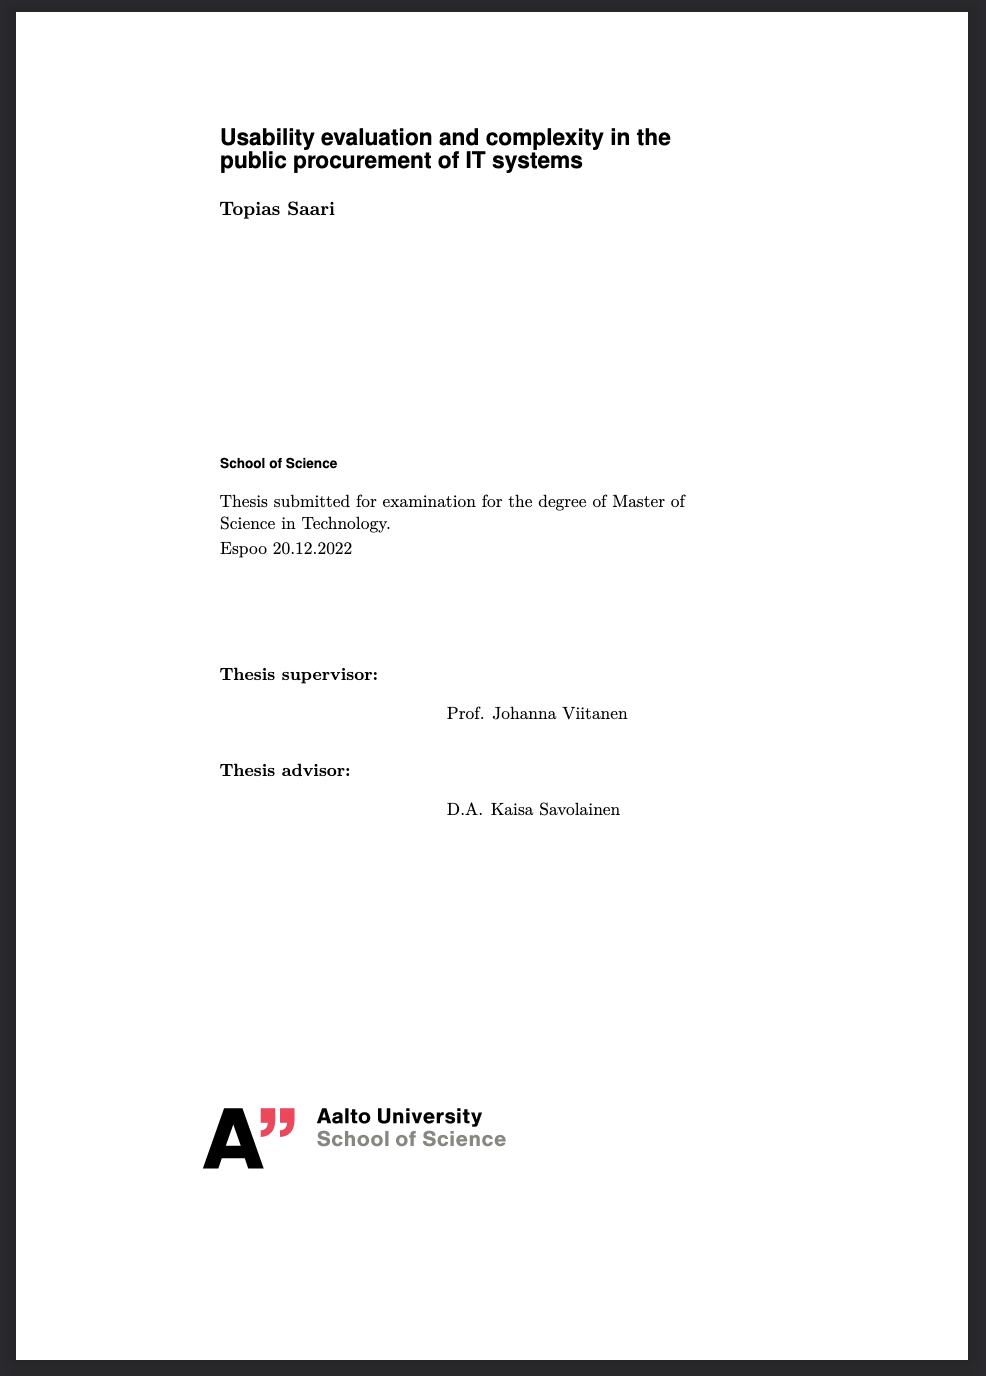 Usability evaluation and complexity in the
public procurement of IT systems
Topias Saari
School of Science
Thesis submitted for examination for the degree of Master of
Science in Technology.
Espoo 20.12.2022
Thesis supervisor:
Prof. Johanna Viitanen
Thesis advisor:
D.A. Kaisa Savolainen
A”
Aalto University
School of Science